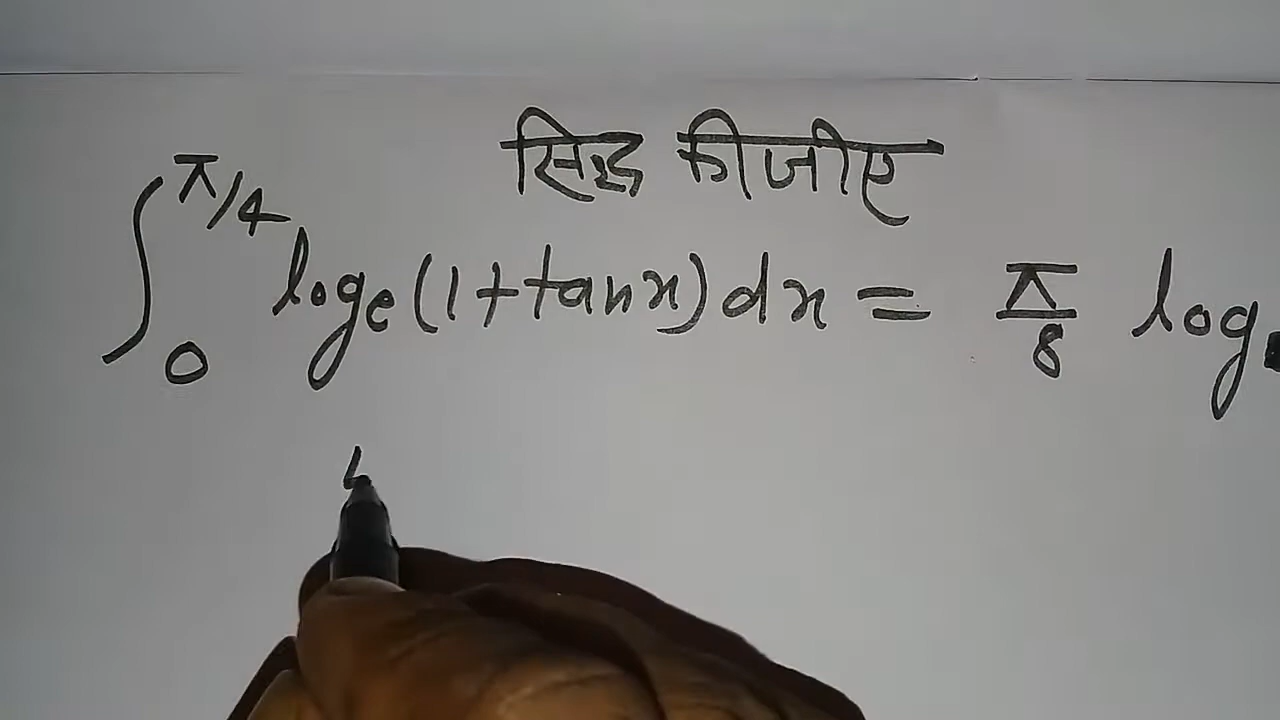 सिद्ध कीजीए
∫₀^π/4 logₑ(1+tanx)dx = π/8 log